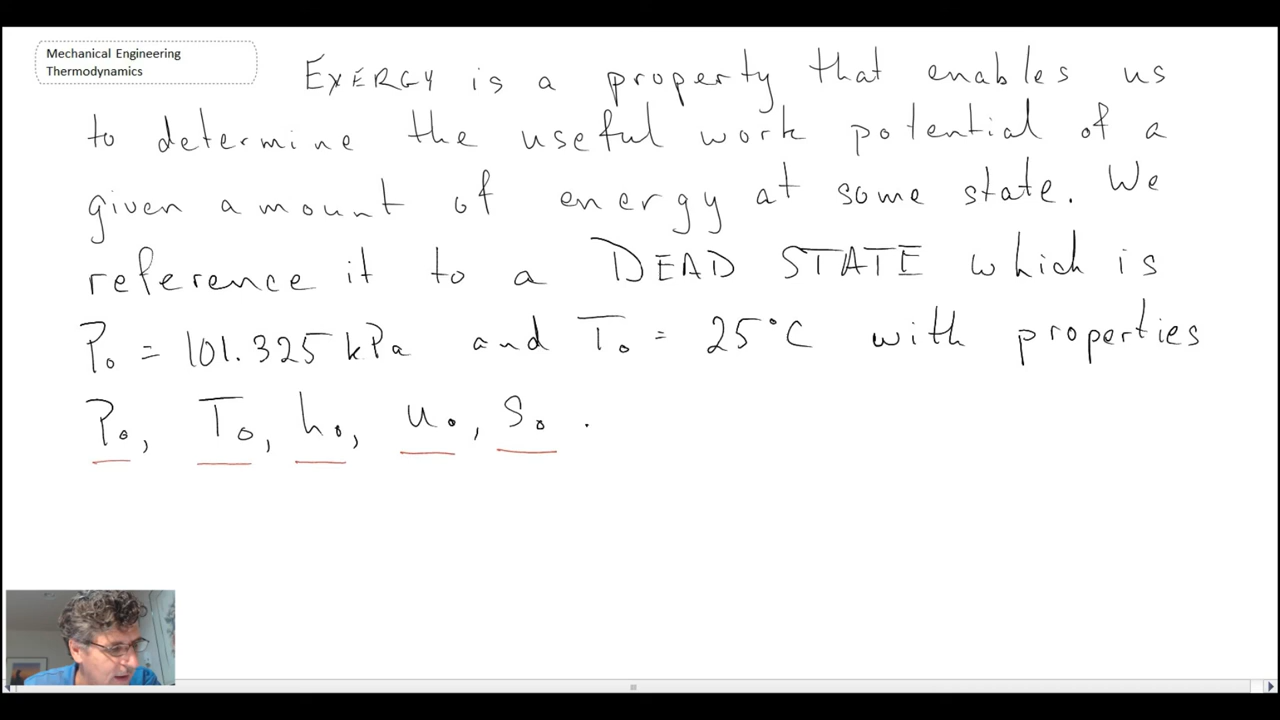 Mechanical Engineering
Thermodynamics
EXERGY is a property that enables us
to determine the useful work potential of a
given amount of energy at some state. We
reference it to a DEAD STATE which is
P₀ = 101.325 kPa and T₀ = 25°C with properties
P₀, T₀, h₀, u₀, s₀.